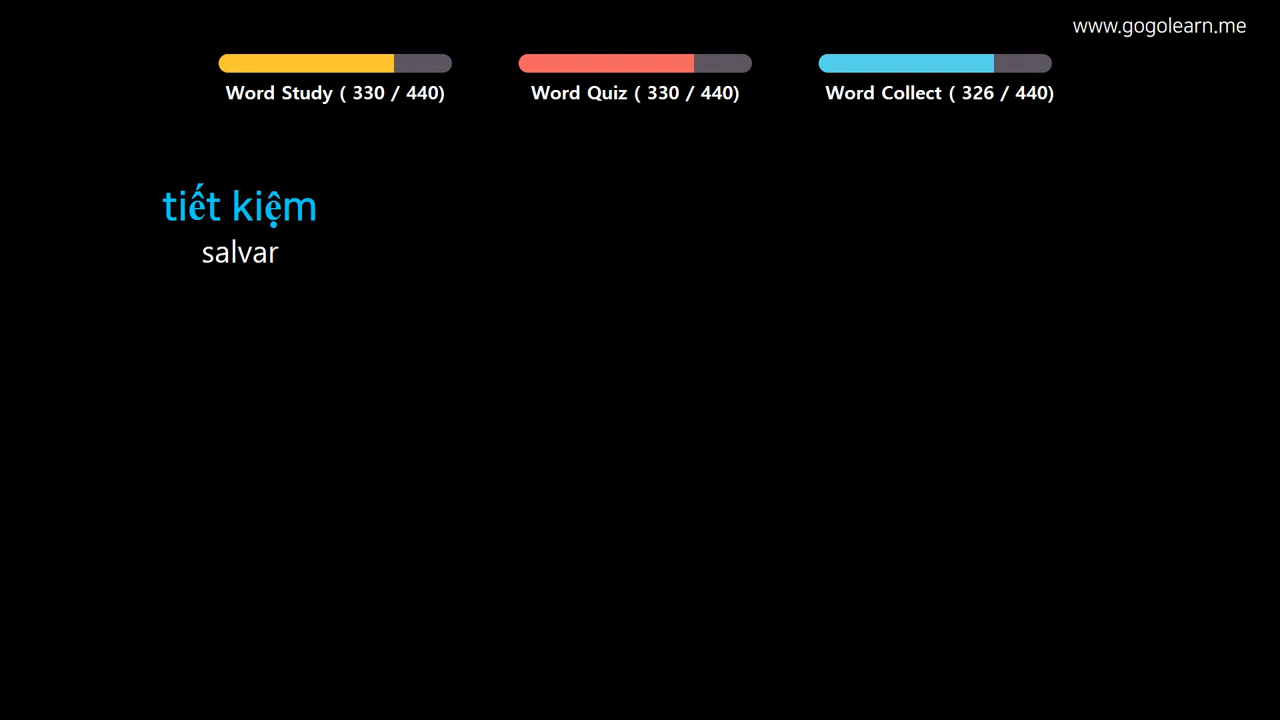 www.gogolearn.me
Word Study ( 330 / 440)
Word Quiz ( 330 / 440)
Word Collect ( 326 / 440)
tiết kiệm
salvar